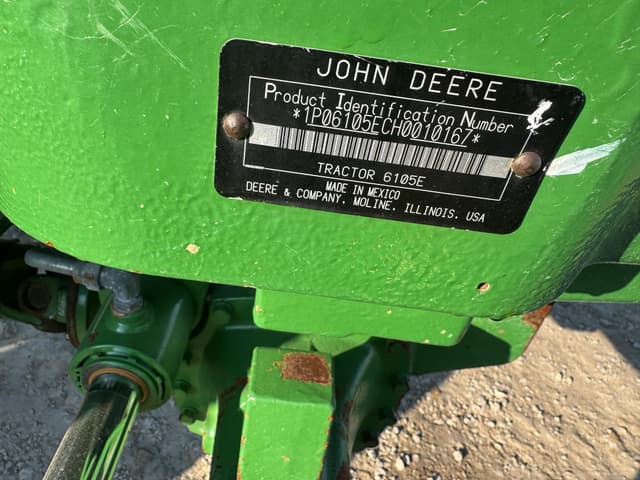 JOHN DEERE
Product Identification Number
*1P06105ECH0010167*
TRACTOR 6105E
MADE IN MEXICO
DEERE & COMPANY. MOLINE, ILLINOIS, USA